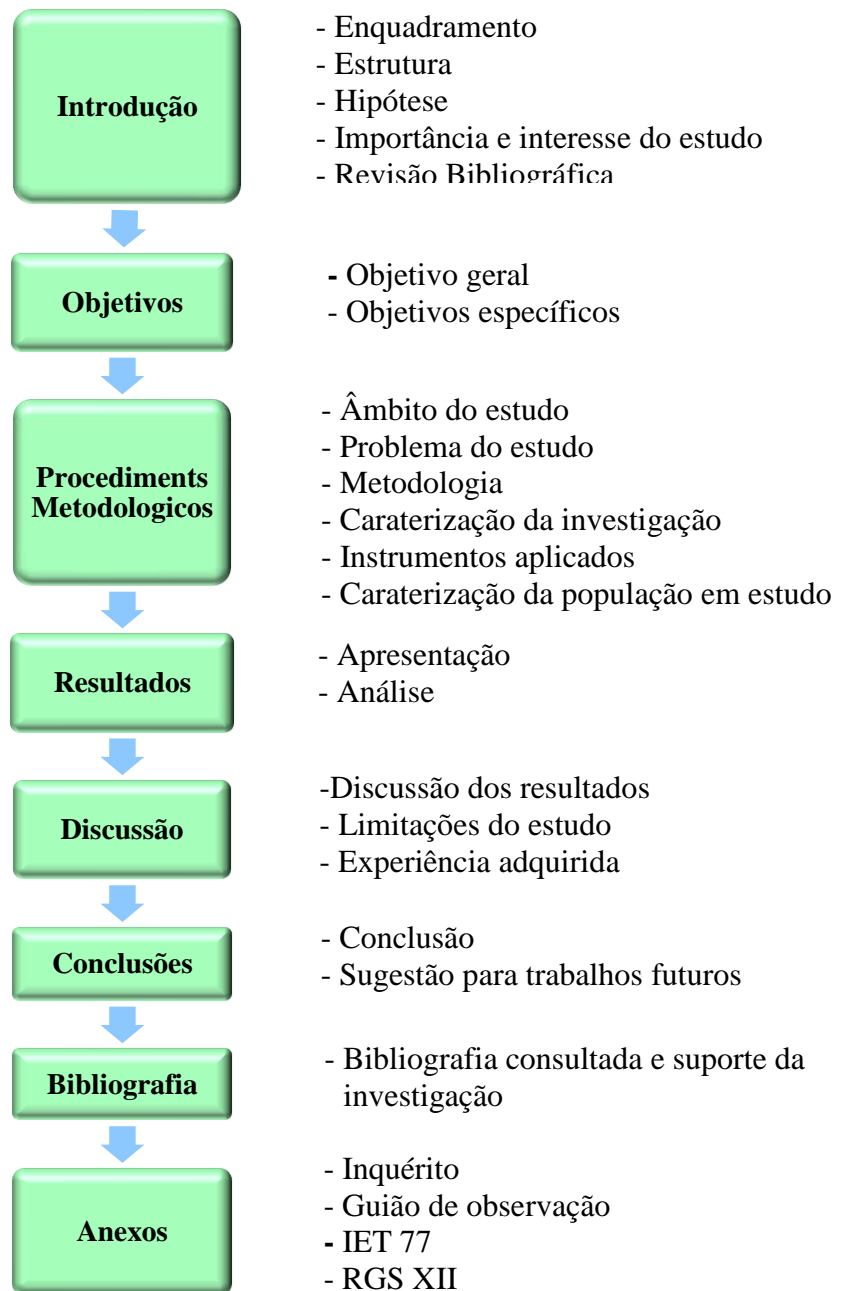 Introdução
- Enquadramento
- Estrutura
- Hipótese
- Importância e interesse do estudo
- Revisão Bibliográfica
Objetivos
- Objetivo geral
- Objetivos específicos
Procediments
Metodologicos
- Âmbito do estudo
- Problema do estudo
- Metodologia
- Caraterização da investigação
- Instrumentos aplicados
- Caraterização da população em estudo
Resultados
- Apresentação
- Análise
Discussão
-Discussão dos resultados
- Limitações do estudo
- Experiência adquirida
Conclusões
- Conclusão
- Sugestão para trabalhos futuros
Bibliografia
- Bibliografia consultada e suporte da
investigação
Anexos
- Inquérito
- Guião de observação
- IET 77
- RGS XII